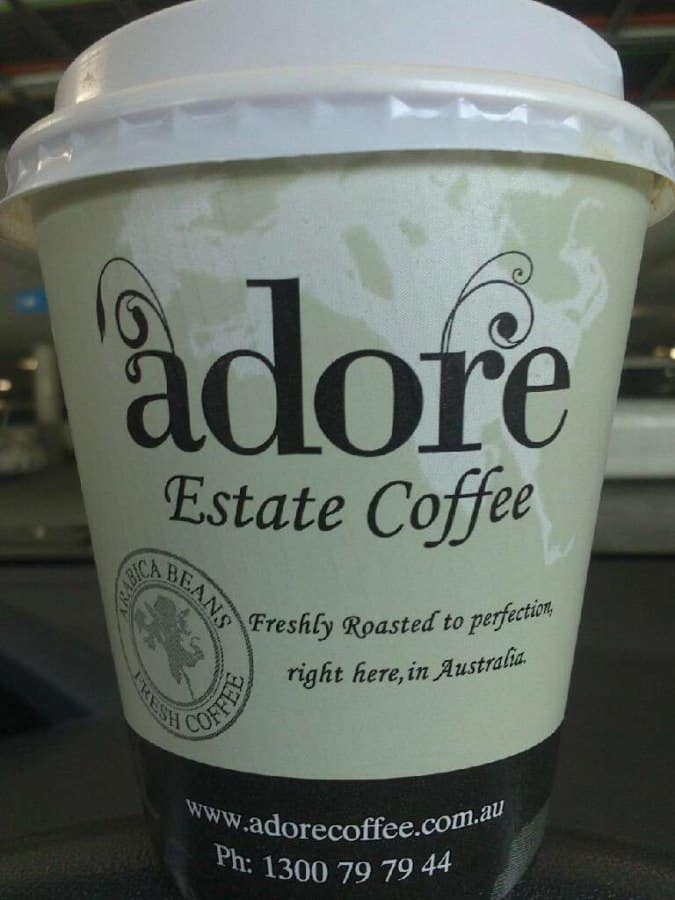 adore
Estate Coffee
ARABICA BEANS
FRESH COFFEE
Freshly Roasted to perfection,
right here, in Australia.
www.adorecoffee.com.au
Ph: 1300 79 79 44